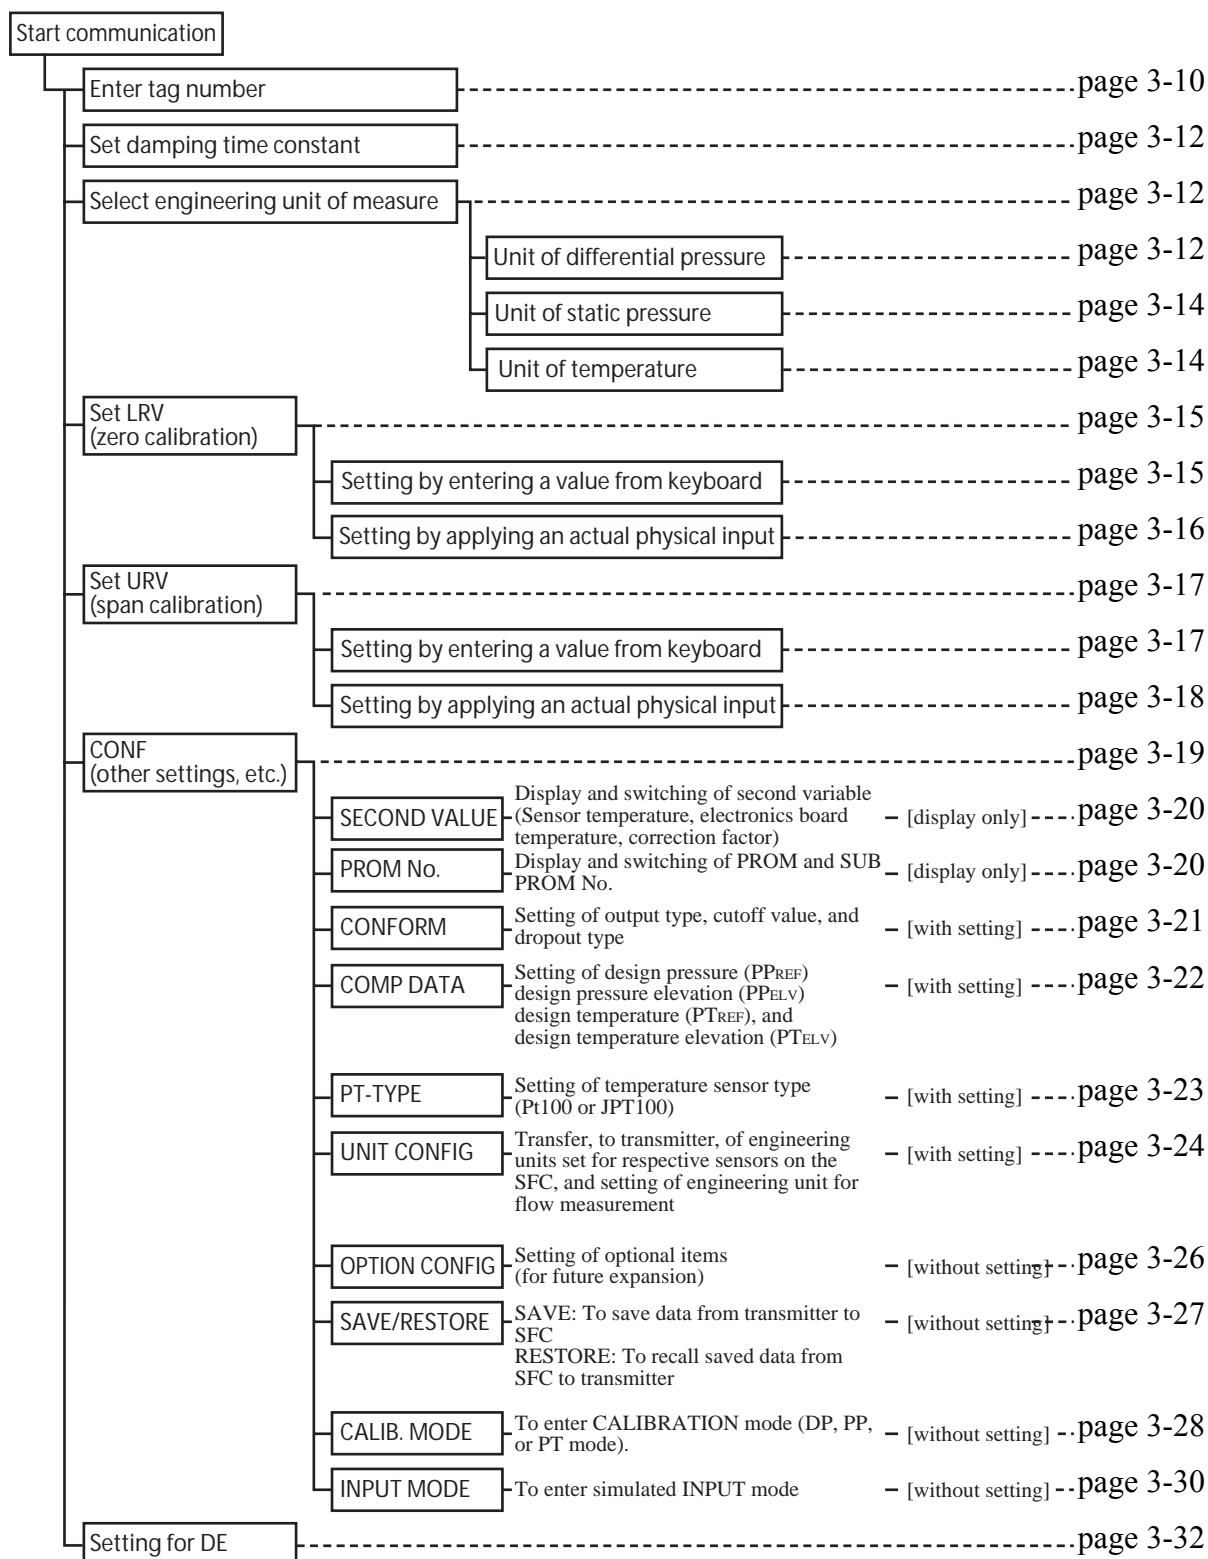 Start communication
Enter tag number page 3-10
Set damping time constant page 3-12
Select engineering unit of measure page 3-12
Unit of differential pressure page 3-12
Unit of static pressure page 3-14
Unit of temperature page 3-14
Set LRV
(zero calibration) page 3-15
Setting by entering a value from keyboard page 3-15
Setting by applying an actual physical input page 3-16
Set URV
(span calibration) page 3-17
Setting by entering a value from keyboard page 3-17
Setting by applying an actual physical input page 3-18
CONF
(other settings, etc.) page 3-19
SECOND VALUE Display and switching of second variable
(Sensor temperature, electronics board
temperature, correction factor) [display only] page 3-20
PROM No. Display and switching of PROM and SUB
PROM No. [display only] page 3-20
CONFORM Setting of output type, cutoff value, and
dropout type [with setting] page 3-21
COMP DATA Setting of design pressure (PPREF)
design pressure elevation (PPELV) [with setting] page 3-22
design temperature (PTREF), and
design temperature elevation (PTELV)
PT-TYPE Setting of temperature sensor type
(Pt100 or JPT100) [with setting] page 3-23
UNIT CONFIG Transfer, to transmitter, of engineering
units set for respective sensors on the [with setting] page 3-24
SFC, and setting of engineering unit for
flow measurement
OPTION CONFIG Setting of optional items
(for future expansion) [without setting] page 3-26
SAVE/RESTORE SAVE: To save data from transmitter to
SFC [without setting] page 3-27
RESTORE: To recall saved data from
SFC to transmitter
CALIB. MODE To enter CALIBRATION mode (DP, PP,
or PT mode). [without setting] page 3-28
INPUT MODE To enter simulated INPUT mode [without setting] page 3-30
Setting for DE page 3-32